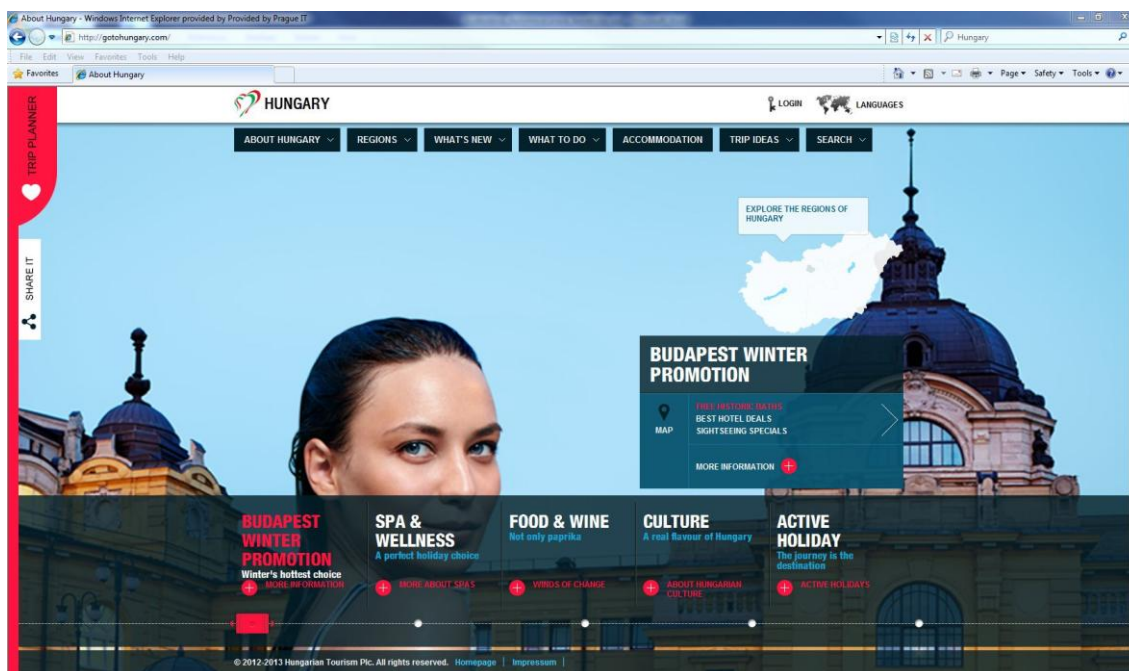 About Hungary - Windows Internet Explorer provided by Provided by Prague IT
http://gotohungary.com/
Hungary
File Edit View Favorites Tools Help
Favorites About Hungary
Page Safety Tools
TRIP PLANNER
HUNGARY
LOGIN LANGUAGES
ABOUT HUNGARY REGIONS WHAT'S NEW WHAT TO DO ACCOMMODATION TRIP IDEAS SEARCH
EXPLORE THE REGIONS OF
HUNGARY
SHARE IT
BUDAPEST WINTER
PROMOTION
MAP
FREE HISTORIC BATHS
BEST HOTEL DEALS
SIGHTSEEING SPECIALS
MORE INFORMATION
BUDAPEST
WINTER
PROMOTION
Winter's hottest choice
MORE INFORMATION
SPA &
WELLNESS
A perfect holiday choice
MORE ABOUT SPAS
FOOD & WINE
Not only paprika
WINDS OF CHANGE
CULTURE
A real flavour of Hungary
ABOUT HUNGARIAN
CULTURE
ACTIVE
HOLIDAY
The journey is the
destination
ACTIVE HOLIDAYS
© 2012-2013 Hungarian Tourism Plc. All rights reserved. Homepage | Impressum |